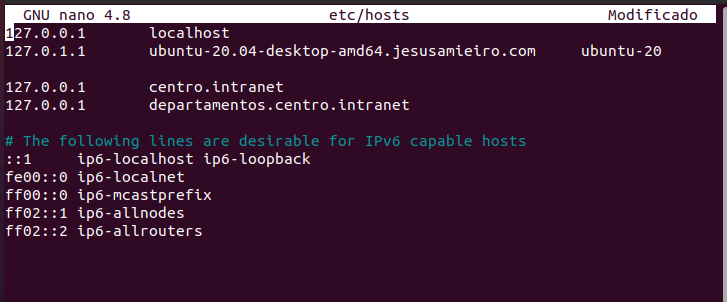 GNU nano 4.8 etc/hosts Modificado
127.0.0.1 localhost
127.0.1.1 ubuntu-20.04-desktop-amd64.jesusamieiro.com ubuntu-20
127.0.0.1 centro.intranet
127.0.0.1 departamentos.centro.intranet
# The following lines are desirable for IPv6 capable hosts
::1 ip6-localhost ip6-loopback
fe00::0 ip6-localnet
ff00::0 ip6-mcastprefix
ff02::1 ip6-allnodes
ff02::2 ip6-allrouters